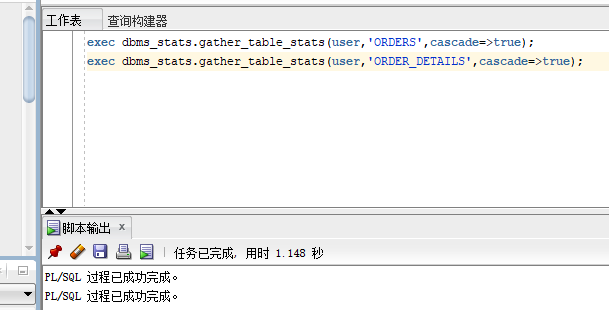 工作表 查询构建器
exec dbms_stats.gather_table_stats(user,'ORDERS',cascade=>true);
exec dbms_stats.gather_table_stats(user,'ORDER_DETAILS',cascade=>true);
脚本输出 x
任务已完成, 用时 1.148 秒
PL/SQL 过程已成功完成。
PL/SQL 过程已成功完成。